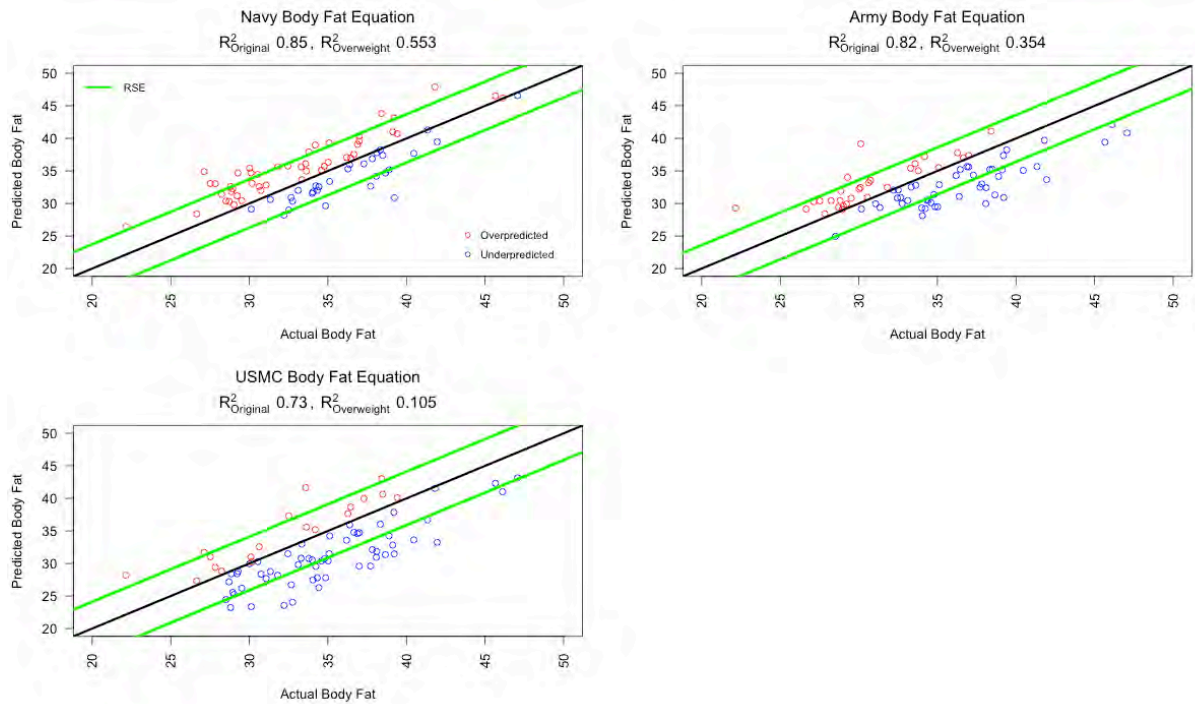 Navy Body Fat Equation
R²Original 0.85 , R²Overweight 0.553
Predicted Body Fat
50
45
40
35
30
25
20
RSE
Overpredicted
Underpredicted
20 25 30 35 40 45 50
Actual Body Fat
Army Body Fat Equation
R²Original 0.82 , R²Overweight 0.354
Predicted Body Fat
50
45
40
35
30
25
20
20 25 30 35 40 45 50
Actual Body Fat
USMC Body Fat Equation
R²Original 0.73 , R²Overweight 0.105
Predicted Body Fat
50
45
40
35
30
25
20
20 25 30 35 40 45 50
Actual Body Fat